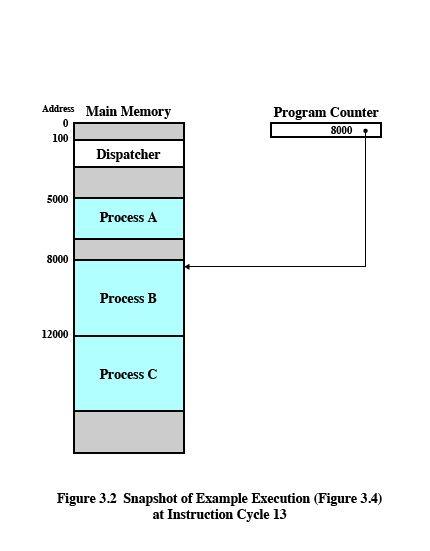 Address
Main Memory
Program Counter
0
8000
100
Dispatcher
5000
Process A
8000
Process B
12000
Process C
Figure 3.2 Snapshot of Example Execution (Figure 3.4)
at Instruction Cycle 13